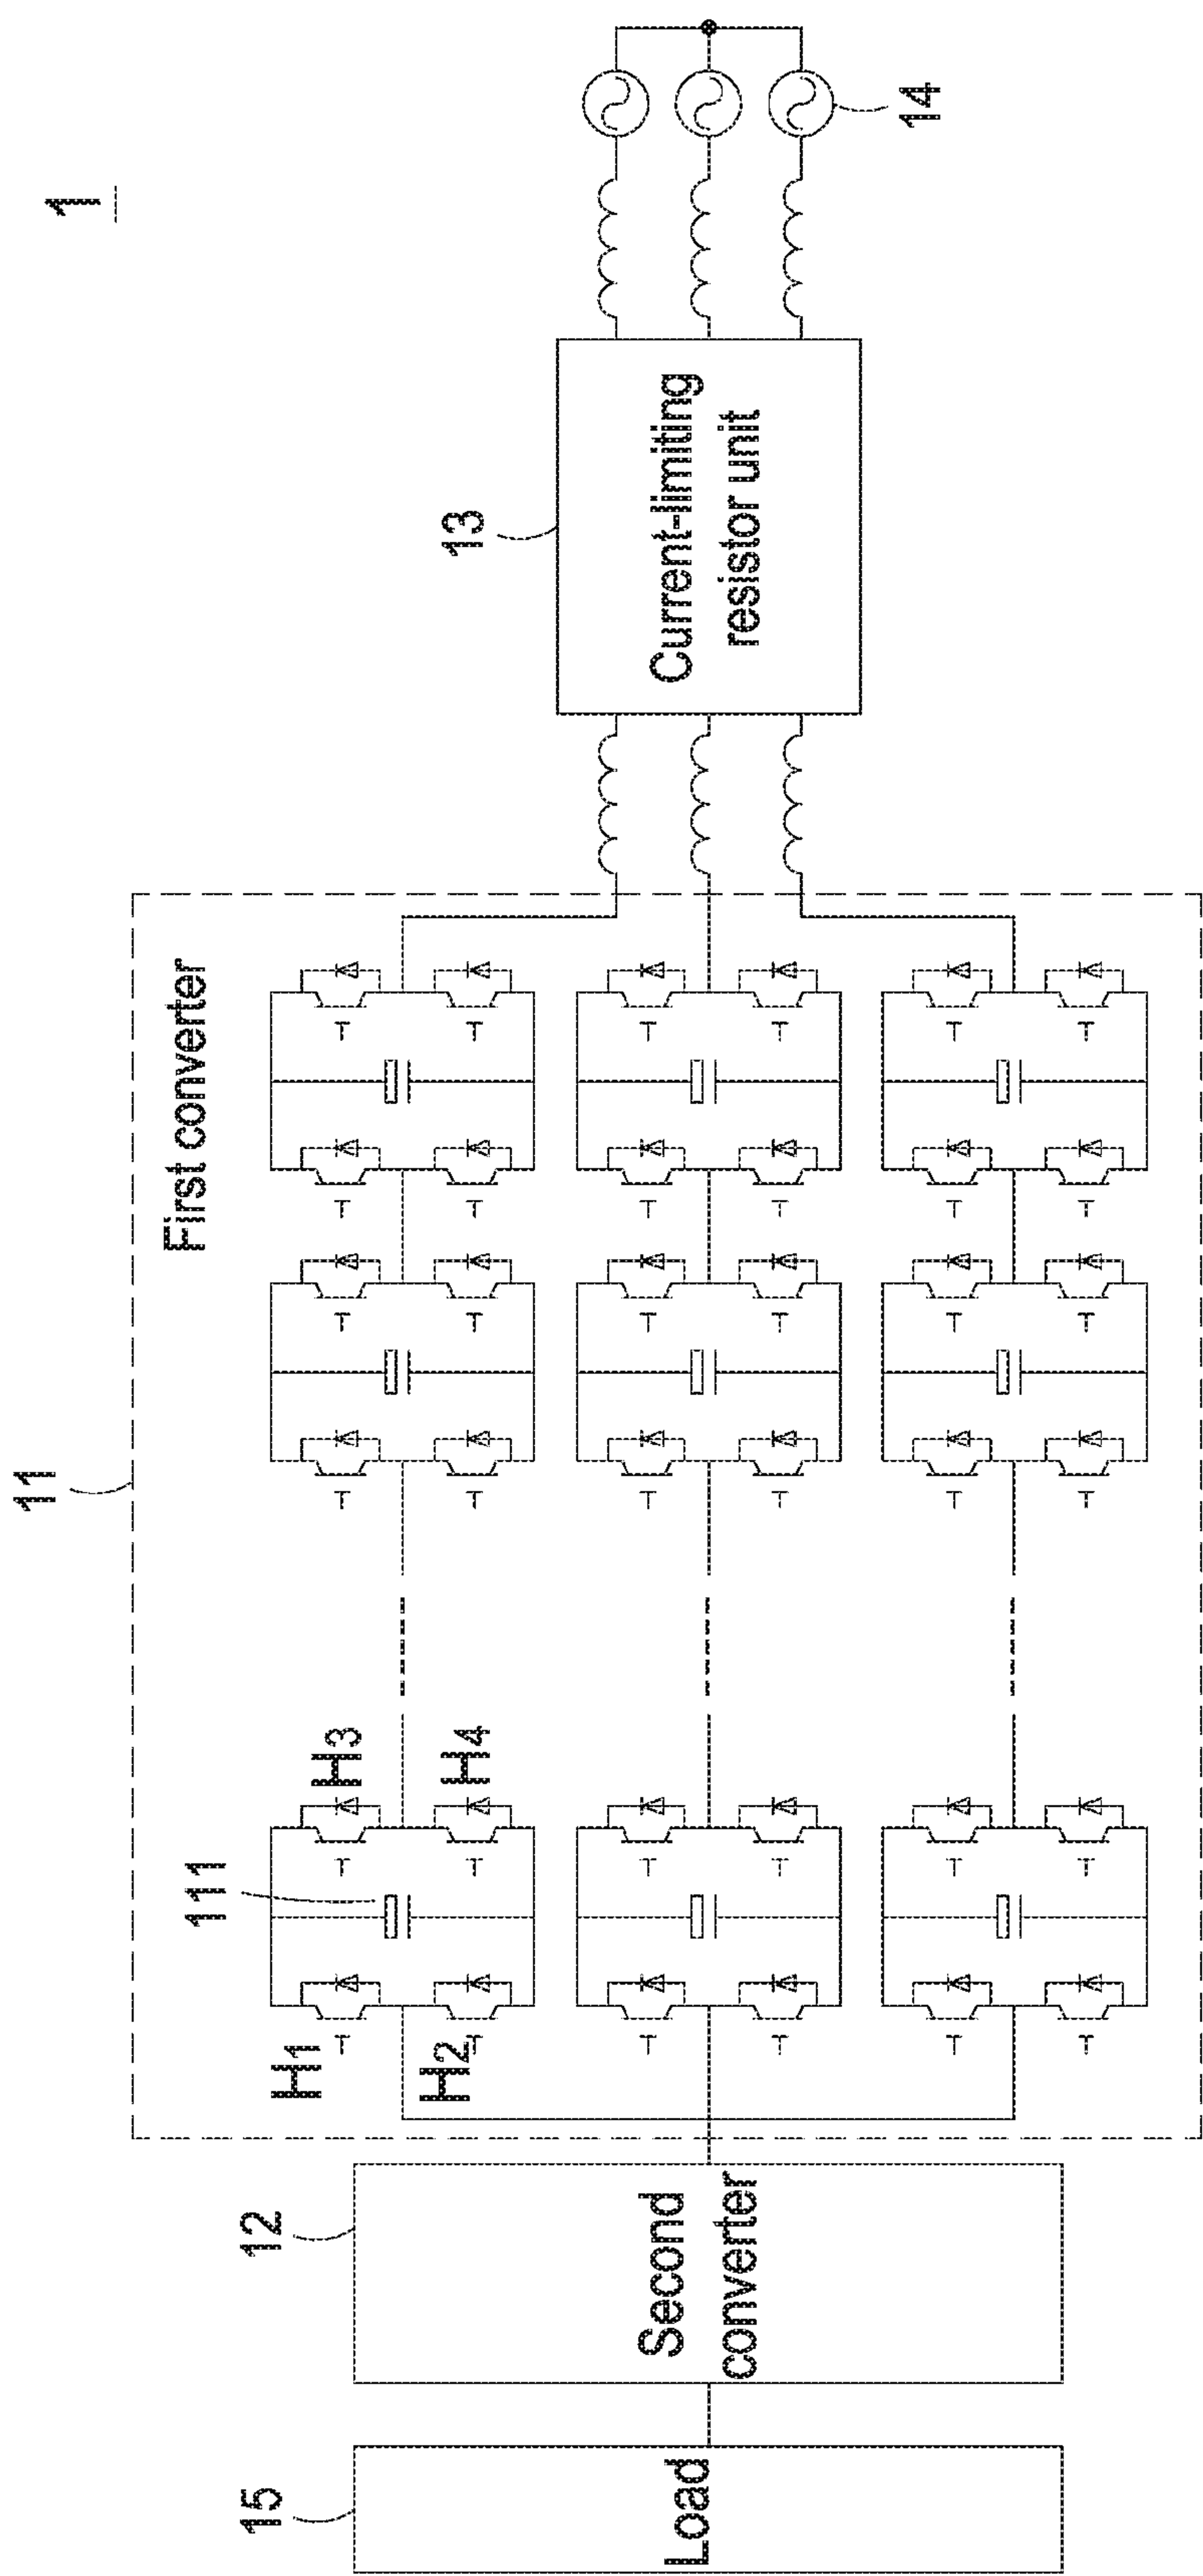 1
11
First converter
111
15
12
13
H1
H3
T
T
T
T
T
T
H2
H4
T
T
T
T
T
T
Load
Second
converter
T
T
T
T
T
T
T
T
T
T
T
T
Current-limiting
resistor unit
14
T
T
T
T
T
T
T
T
T
T
T
T